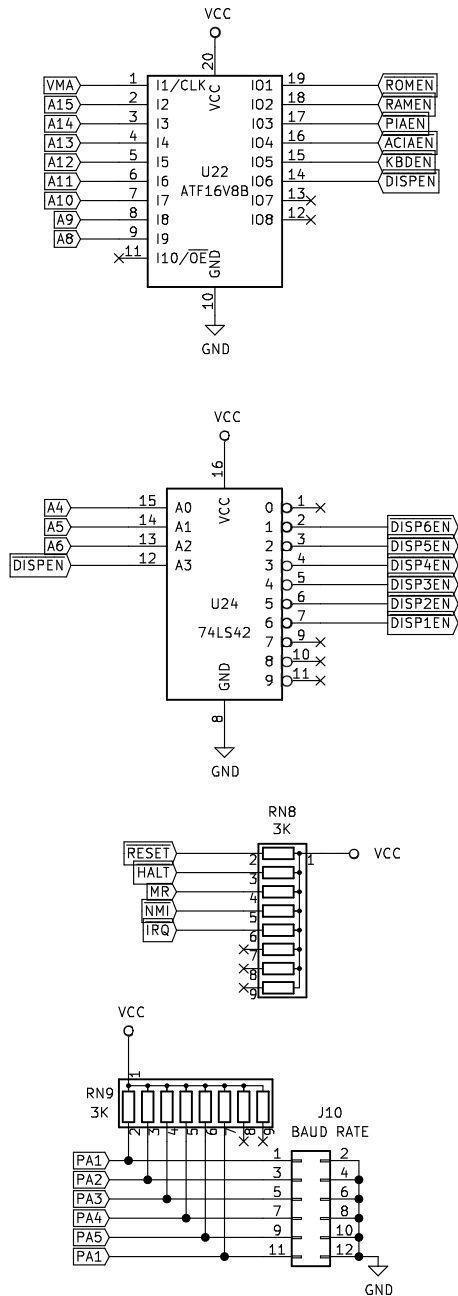 VCC
20
VMA 1 I1/CLK VCC IO1 19 ROMEN
A15 2 I2 IO2 18 RAMEN
A14 3 I3 IO3 17 PIAEN
A13 4 I4 IO4 16 ACIAEN
A12 5 I5 IO5 15 KBDEN
A11 6 I6 U22 IO6 14 DISPEN
A10 7 I7 ATF16V8B IO7 13
A9 8 I8 IO8 12
A8 9 I9
11 I10/OE GND
10
GND
VCC
16
A4 15 A0 VCC 0 1
A5 14 A1 1 2 DISP6EN
A6 13 A2 2 3 DISP5EN
DISPEN 12 A3 3 4 DISP4EN
4 5 DISP3EN
U24 5 6 DISP2EN
74LS42 6 7 DISP1EN
7 9
8 10
GND 9 11
8
GND
RN8
3K
RESET 2 1 VCC
HALT 3
MR 4
NMI 5
IRQ 6
7
8
9
VCC
1
RN9
3K
2 3 4 5 6 7 8 9
J10
BAUD RATE
PA1 1 2
PA2 3 4
PA3 5 6
PA4 7 8
PA5 9 10
PA1 11 12
GND